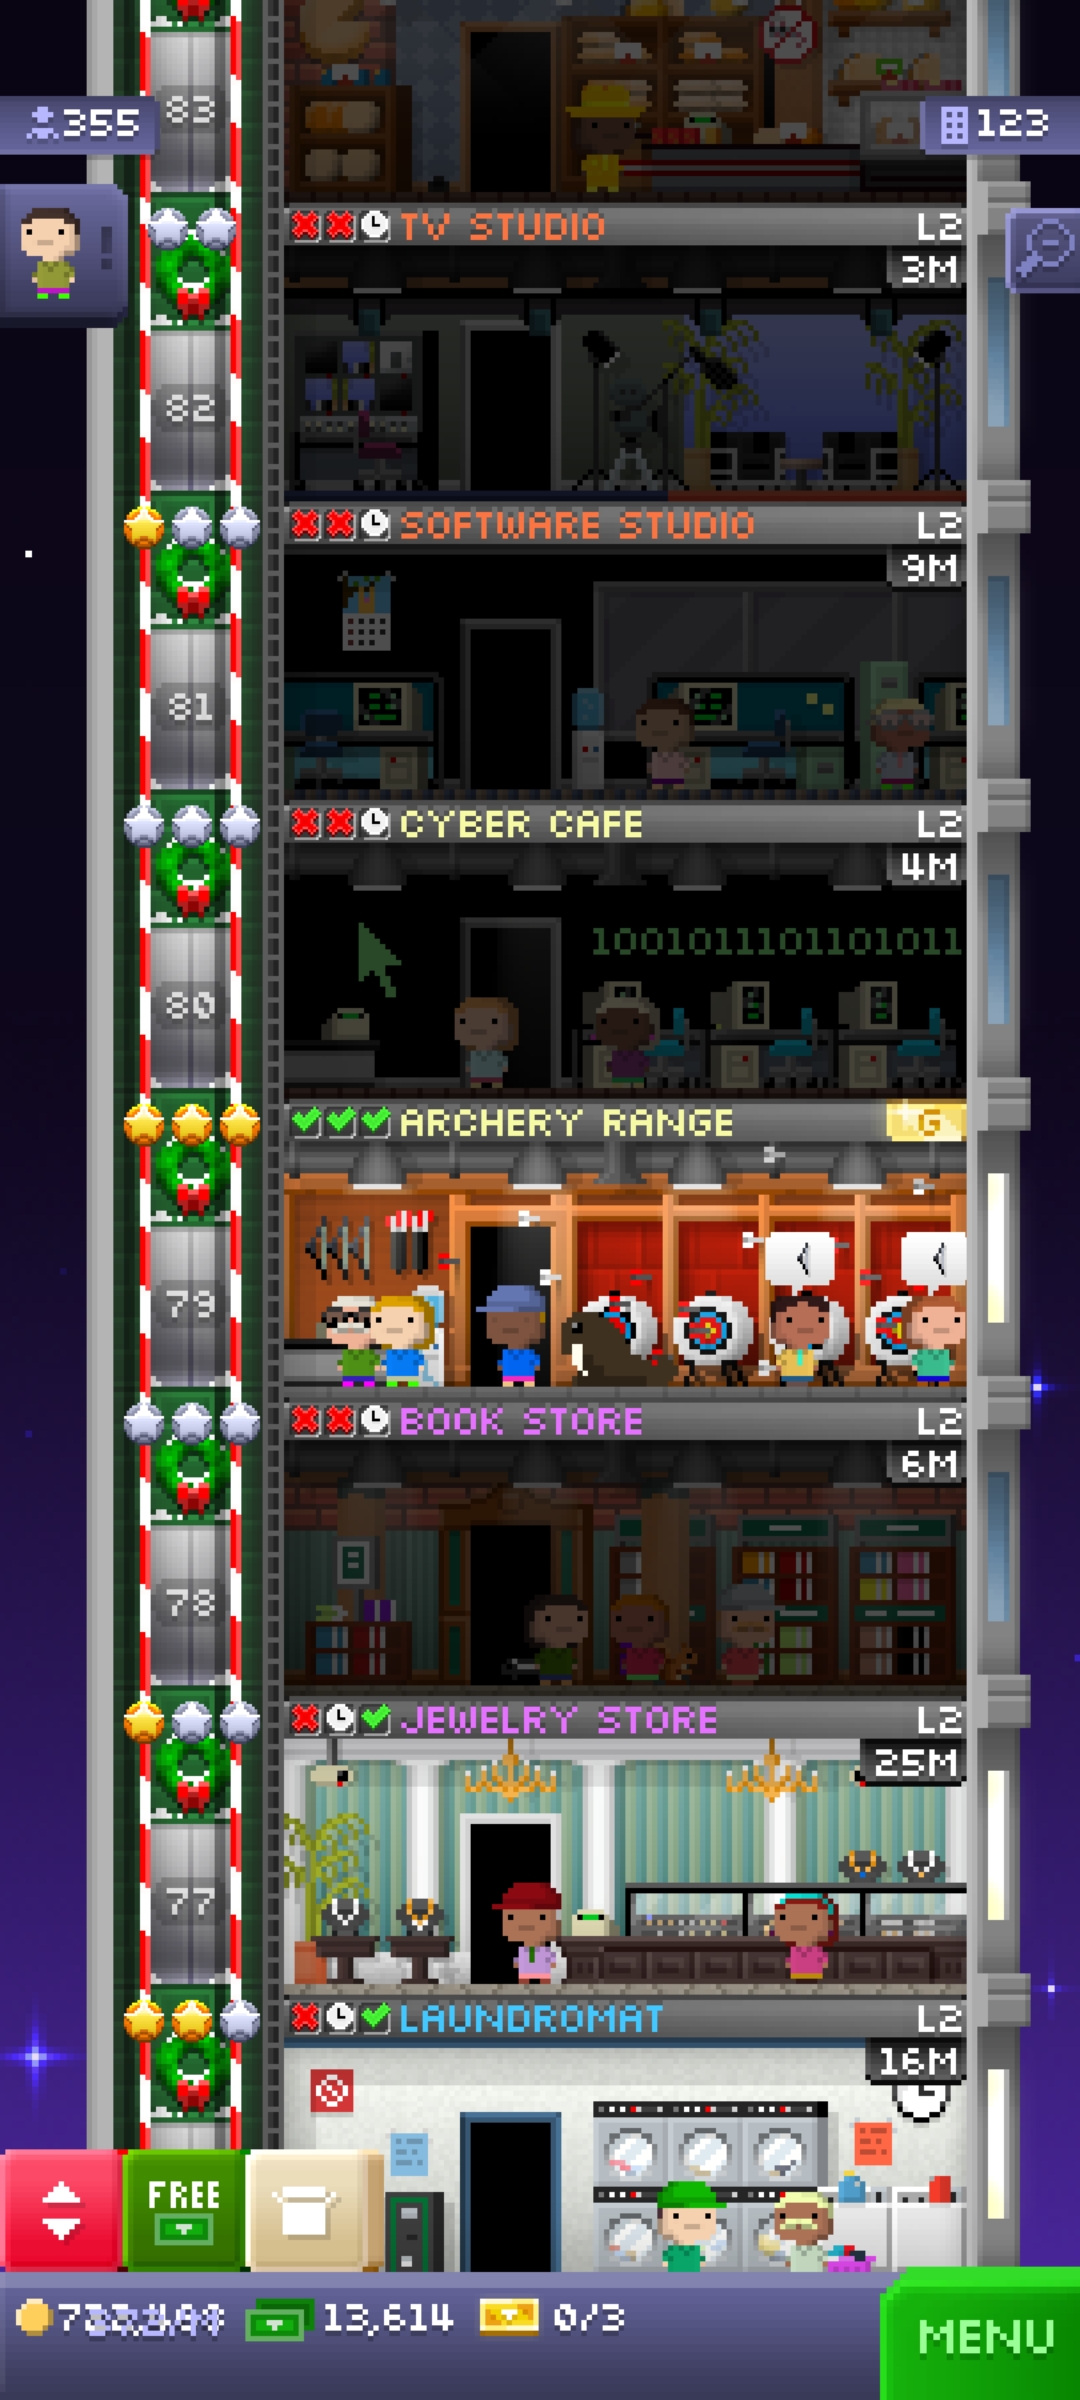 83
355
123
TV STUDIO L2
3M
82
SOFTWARE STUDIO L2
9M
81
CYBER CAFE L2
4M
1001011101101011
80
ARCHERY RANGE G
79
BOOK STORE L2
6M
78
JEWELRY STORE L2
25M
77
LAUNDROMAT L2
16M
FREE
13,614 0/3
MENU